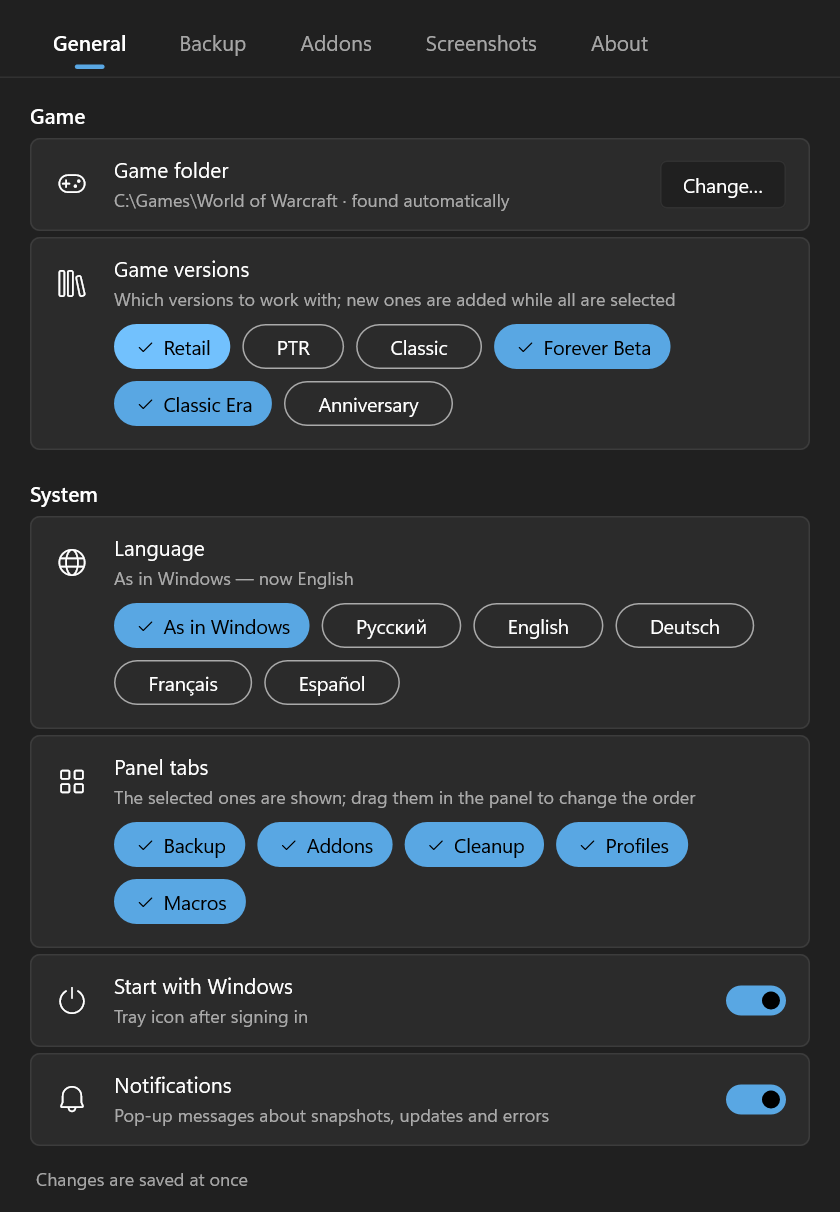 General Backup Addons Screenshots About
Game
Game folder
C:\Games\World of Warcraft · found automatically
Change...
Game versions
Which versions to work with; new ones are added while all are selected
Retail PTR Classic Forever Beta
Classic Era Anniversary
System
Language
As in Windows — now English
As in Windows Русский English Deutsch
Français Español
Panel tabs
The selected ones are shown; drag them in the panel to change the order
Backup Addons Cleanup Profiles
Macros
Start with Windows
Tray icon after signing in
Notifications
Pop-up messages about snapshots, updates and errors
Changes are saved at once